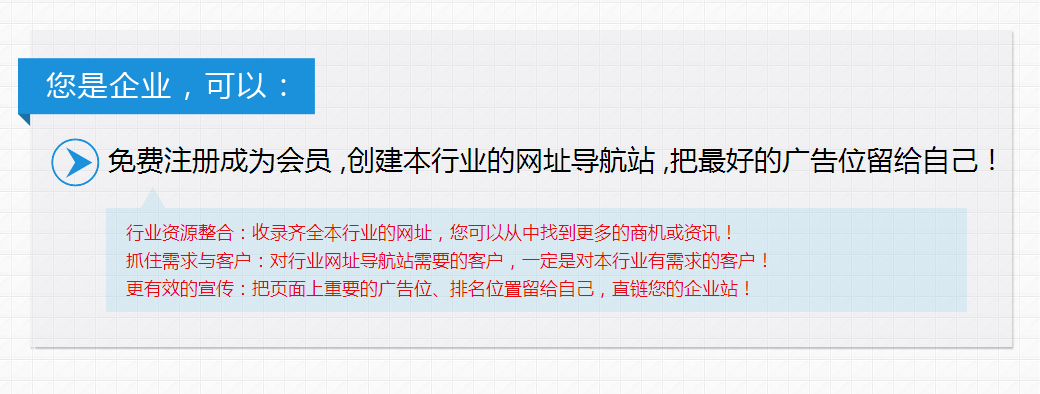 您是企业，可以：
免费注册成为会员 ,创建本行业的网址导航站 ,把最好的广告位留给自己！
行业资源整合：收录齐全本行业的网址，您可以从中找到更多的商机或资讯！
抓住需求与客户：对行业网址导航站需要的客户，一定是对本行业有需求的客户！
更有效的宣传：把页面上重要的广告位、排名位置留给自己，直链您的企业站！